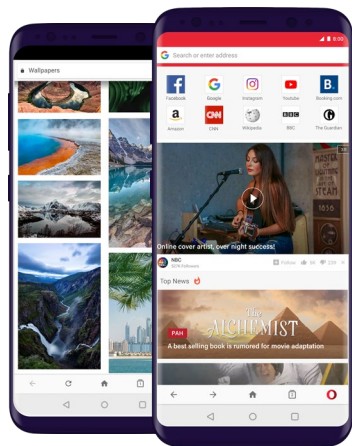 Wallpapers
8:00
Search or enter address
Facebook
Google
Instagram
Youtube
Booking.com
Amazon
CNN
Wikipedia
BBC
The Guardian
Online cover artist, over night success!
NBC
Follow
Top News
The
ALCHEMIST
PAH
A best selling book is rumored for movie adaptation